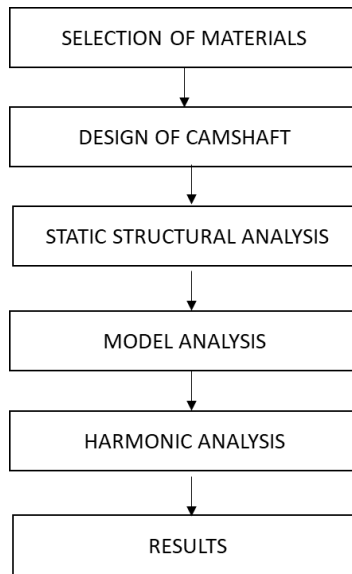 SELECTION OF MATERIALS
DESIGN OF CAMSHAFT
STATIC STRUCTURAL ANALYSIS
MODEL ANALYSIS
HARMONIC ANALYSIS
RESULTS